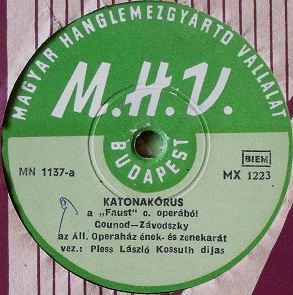 MAGYAR HANGLEMEZGYÁRTÓ VÁLLALAT
M.H.V.
BUDAPEST
MN 1137-a
BIEM
MX 1223
KATONAKÓRUS
a „Faust" c. operából
Gounod—Závodszky
az Áll. Operaház ének- és zenekarát
vez.: Pless László Kossuth díjas